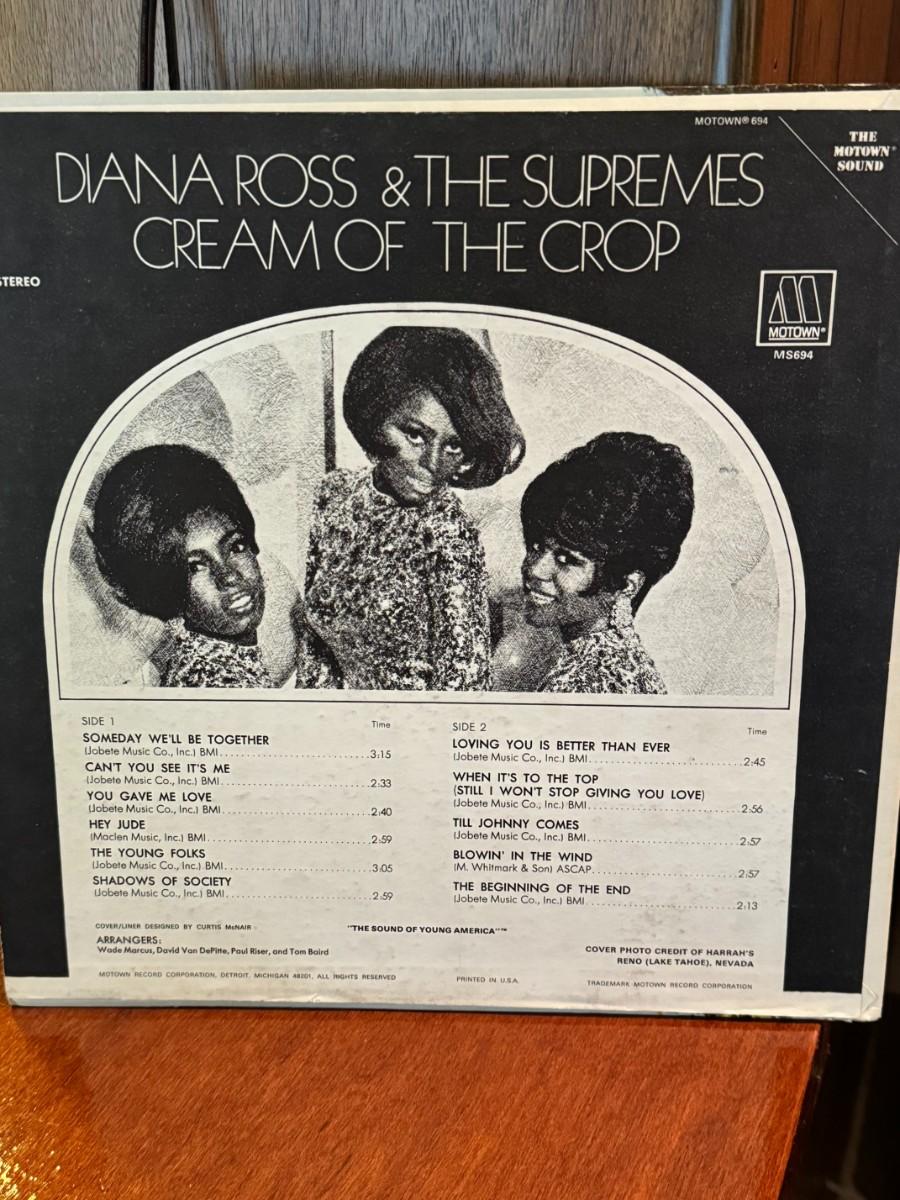 MOTOWN® 694
THE
MOTOWN®
SOUND
DIANA ROSS & THE SUPREMES
CREAM OF THE CROP
STEREO
MOTOWN®
MS694
SIDE 1
Time
SOMEDAY WE'LL BE TOGETHER
(Jobete Music Co., Inc.) BMI 3:15
CAN'T YOU SEE IT'S ME
(Jobete Music Co., Inc.) BMI 2:33
YOU GAVE ME LOVE
(Jobete Music Co., Inc.) BMI 2:40
HEY JUDE
(Maclen Music, Inc.) BMI 2:59
THE YOUNG FOLKS
(Jobete Music Co., Inc.) BMI 3:05
SHADOWS OF SOCIETY
(Jobete Music Co., Inc.) BMI 2:59
SIDE 2
Time
LOVING YOU IS BETTER THAN EVER
(Jobete Music Co., Inc.) BMI 2:45
WHEN IT'S TO THE TOP
(STILL I WON'T STOP GIVING YOU LOVE)
(Jobete Music Co., Inc.) BMI 2:56
TILL JOHNNY COMES
(Jobete Music Co., Inc.) BMI 2:57
BLOWIN' IN THE WIND
(M. Whitmark & Son) ASCAP 2:57
THE BEGINNING OF THE END
(Jobete Music Co., Inc.) BMI 2:13
COVER/LINER DESIGNED BY CURTIS McNAIR
"THE SOUND OF YOUNG AMERICA"™
ARRANGERS:
Wade Marcus, David Van DePitte, Paul Riser, and Tom Baird
COVER PHOTO CREDIT OF HARRAH'S
RENO (LAKE TAHOE), NEVADA
MOTOWN RECORD CORPORATION, DETROIT, MICHIGAN 48201, ALL RIGHTS RESERVED
PRINTED IN U.S.A.
TRADEMARK MOTOWN RECORD CORPORATION